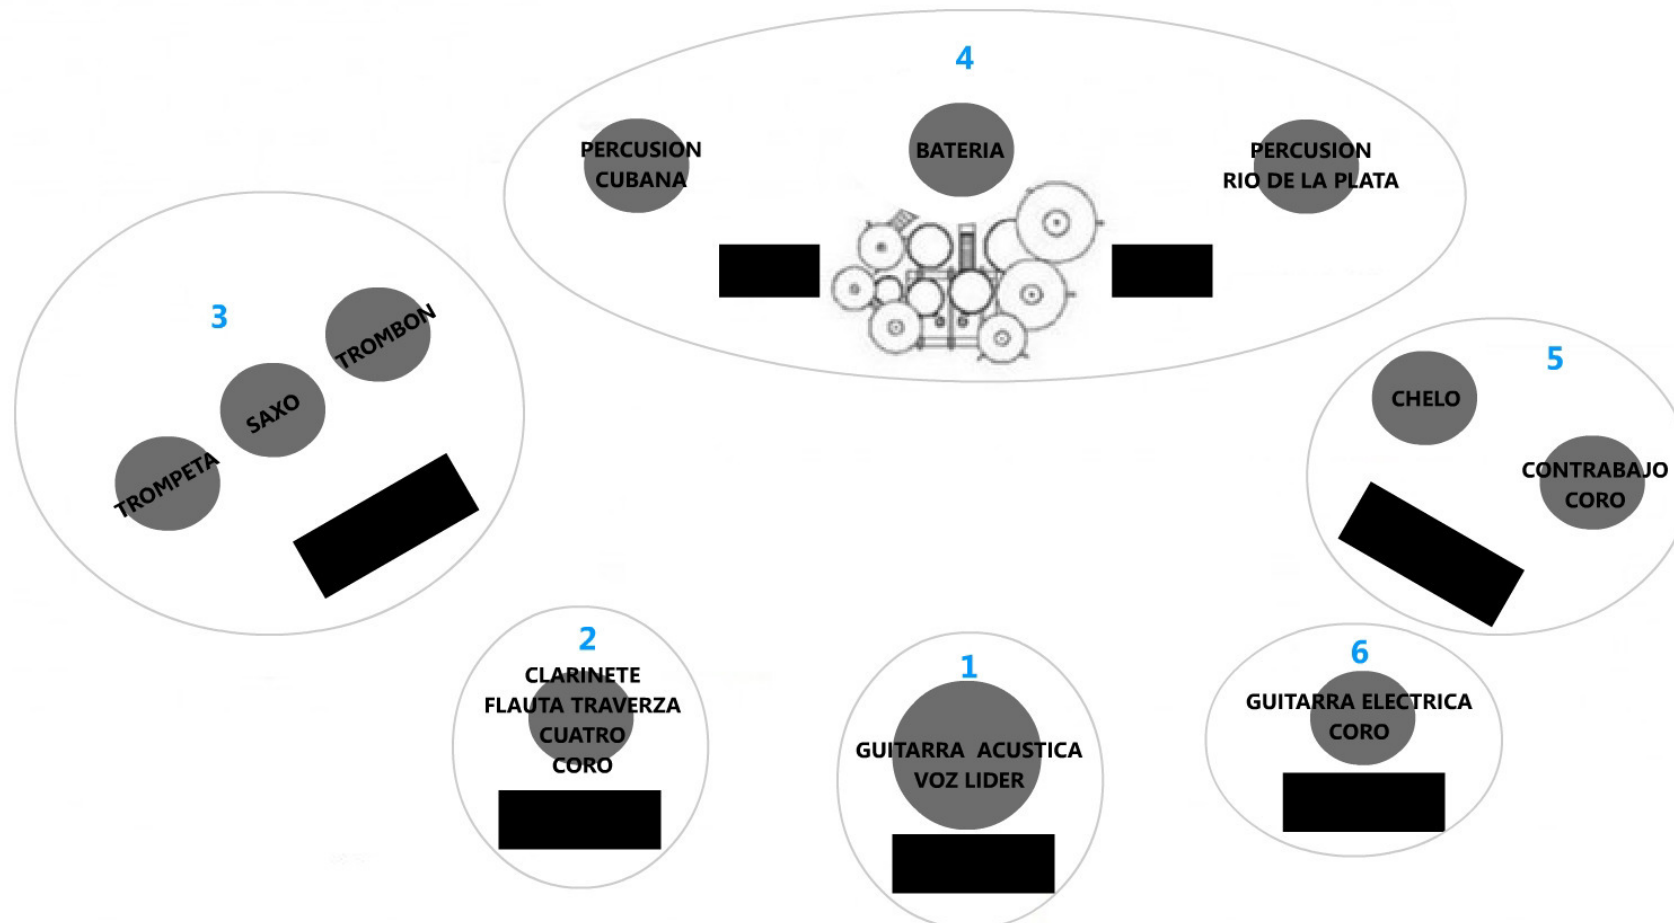 4
PERCUSION
CUBANA
BATERIA
PERCUSION
RIO DE LA PLATA
3
TROMBON
SAXO
TROMPETA
5
CHELO
CONTRABAJO
CORO
2
CLARINETE
FLAUTA TRAVERZA
CUATRO
CORO
1
GUITARRA ACUSTICA
VOZ LIDER
6
GUITARRA ELECTRICA
CORO